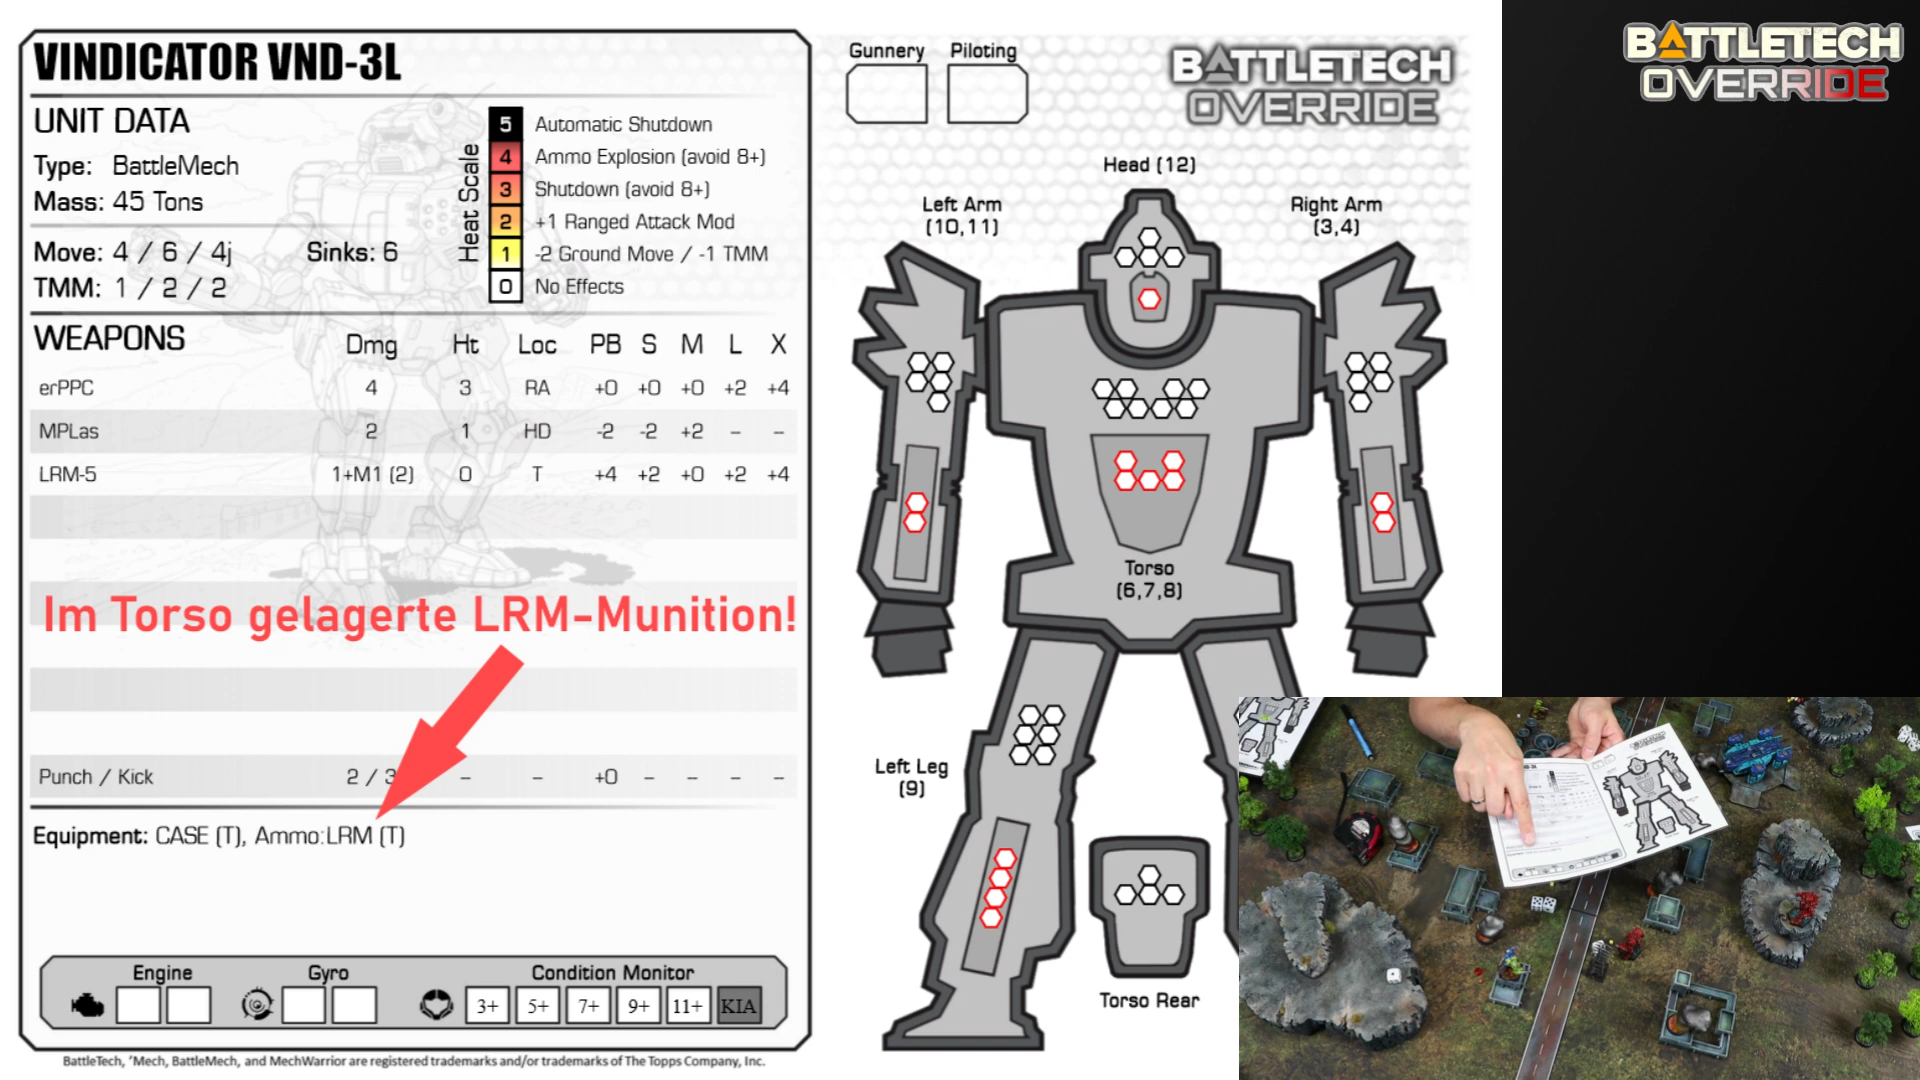 VINDICATOR VND-3L
UNIT DATA
Type: BattleMech
Mass: 45 Tons
Move: 4 / 6 / 4j Sinks: 6
TMM: 1 / 2 / 2
Heat Scale
5 Automatic Shutdown
4 Ammo Explosion (avoid 8+)
3 Shutdown (avoid 8+)
2 +1 Ranged Attack Mod
1 -2 Ground Move / -1 TMM
0 No Effects
WEAPONS Dmg Ht Loc PB S M L X
erPPC 4 3 RA +0 +0 +0 +2 +4
MPLas 2 1 HD -2 -2 +2 – –
LRM-5 1+M1 (2) 0 T +4 +2 +0 +2 +4
Im Torso gelagerte LRM-Munition!
Punch / Kick 2 / 3 – – +0 – – – –
Equipment: CASE (T), Ammo:LRM (T)
Engine Gyro Condition Monitor
3+ 5+ 7+ 9+ 11+ KIA
BattleTech, 'Mech, BattleMech, and MechWarrior are registered trademarks and/or trademarks of The Topps Company, Inc.
Gunnery Piloting
BATTLETECH
OVERRIDE
Head (12)
Left Arm
(10,11)
Right Arm
(3,4)
Torso
(6,7,8)
Left Leg
(9)
Torso Rear
BATTLETECH
OVERRIDE